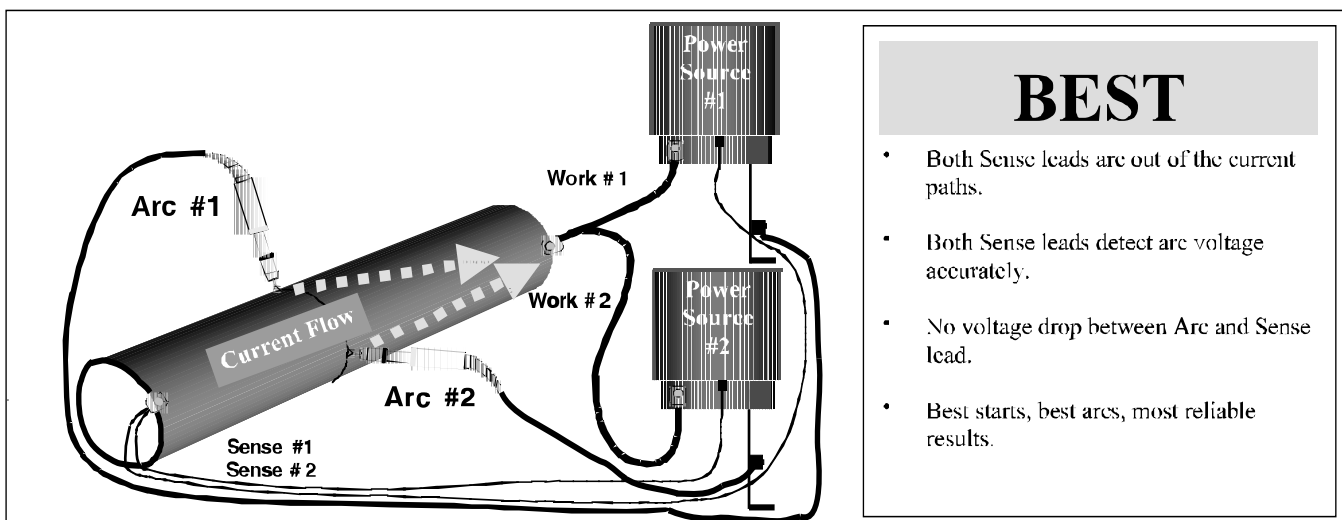 Power
Source
#1
Work #1
Arc #1
Work #2
Power
Source
#2
Current Flow
Arc #2
Sense #1
Sense #2
BEST
• Both Sense leads are out of the current
paths.
• Both Sense leads detect arc voltage
accurately.
• No voltage drop between Arc and Sense
lead.
• Best starts, best arcs, most reliable
results.